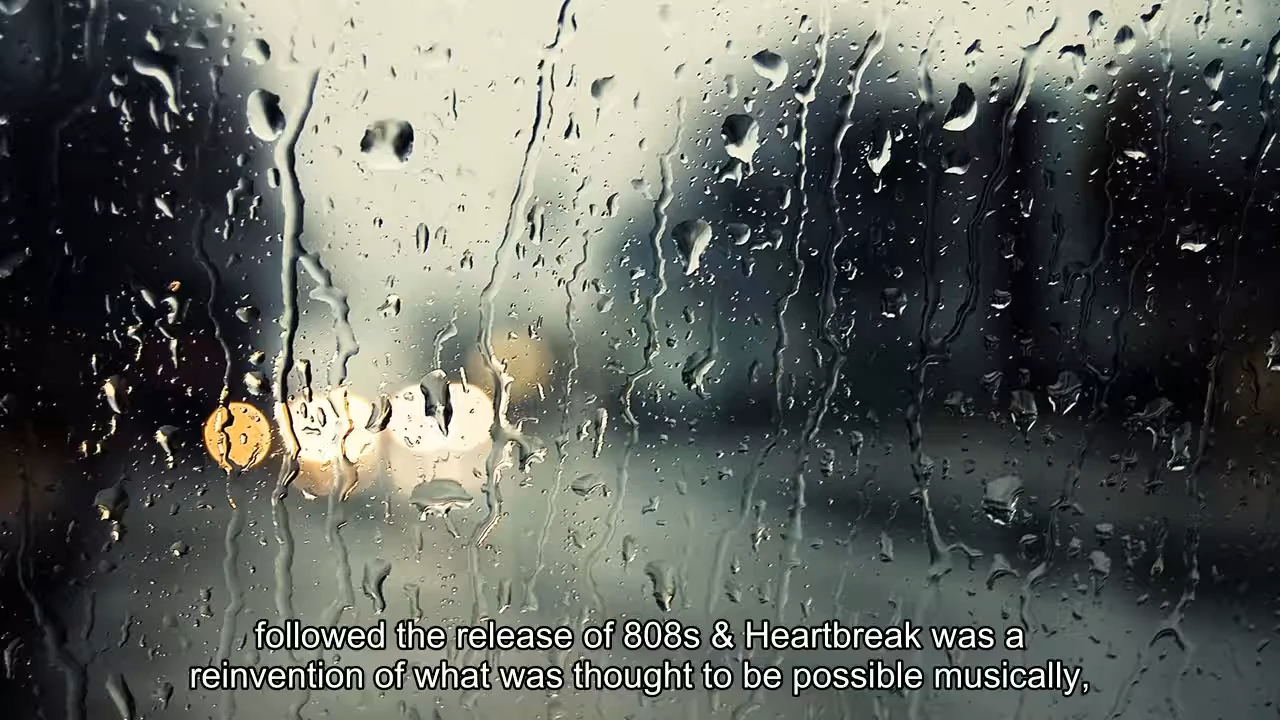 followed the release of 808s & Heartbreak was a
reinvention of what was thought to be possible musically,